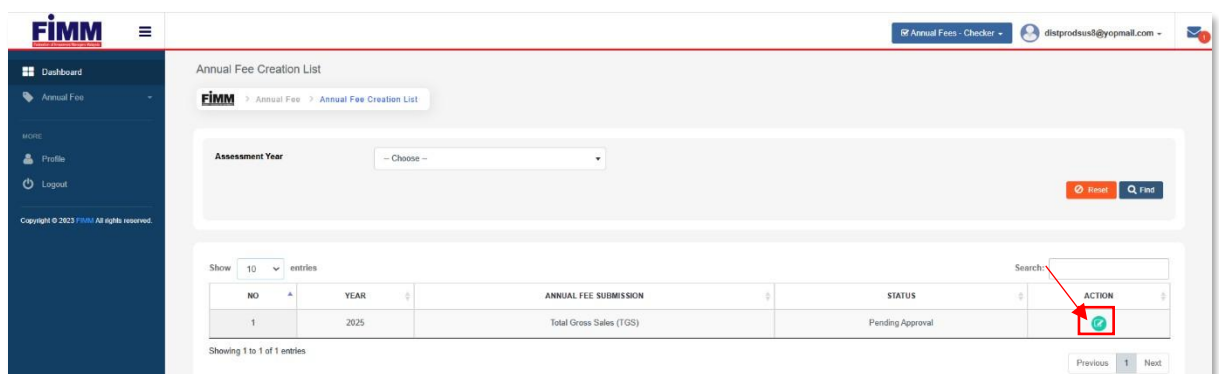 FiMM
Annual Fees - Checker
distprodsus8@yopmail.com
Dashboard
Annual Fee
MORE
Profile
Logout
Copyright © 2023 FIMM All rights reserved.
Annual Fee Creation List
FiMM > Annual Fee > Annual Fee Creation List
Assessment Year -- Choose --
Reset Find
Show 10 entries Search:
NO YEAR ANNUAL FEE SUBMISSION STATUS ACTION
1 2025 Total Gross Sales (TGS) Pending Approval
Showing 1 to 1 of 1 entries
Previous 1 Next